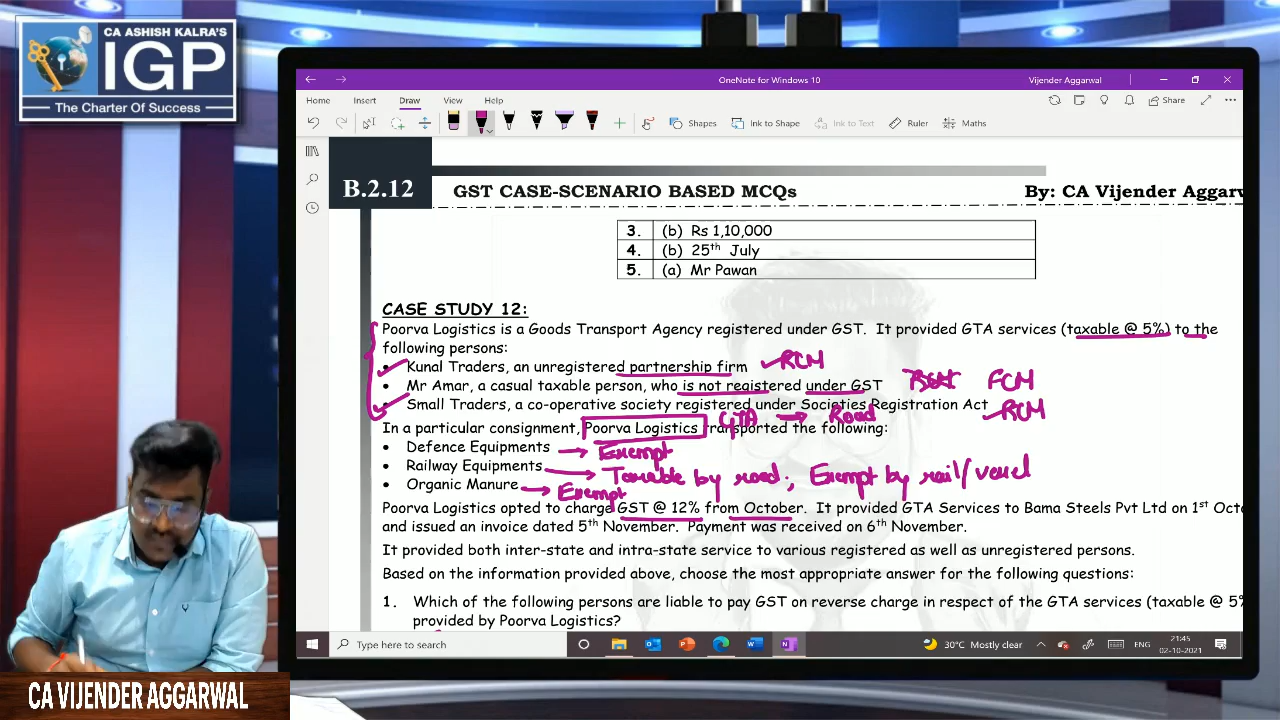 CA ASHISH KALRA'S
IGP
The Charter Of Success
OneNote for Windows 10
Vijender Aggarwal
Home
Insert
Draw
View
Help
Share
Shapes
Ink to Shape
Ink to Text
Ruler
Maths
B.2.12
GST CASE-SCENARIO BASED MCQs
By: CA Vijender Aggarw
3. (b) Rs 1,10,000
4. (b) 25th July
5. (a) Mr Pawan
CASE STUDY 12:
Poorva Logistics is a Goods Transport Agency registered under GST. It provided GTA services (taxable @ 5%) to the
following persons:
• Kunal Traders, an unregistered partnership firm RCM
• Mr Amar, a casual taxable person, who is not registered under GST FCM
• Small Traders, a co-operative society registered under Societies Registration Act RCM
GTA → Road
In a particular consignment, Poorva Logistics transported the following:
• Defence Equipments → Exempt
• Railway Equipments → Taxable by road; Exempt by rail/vessel
• Organic Manure → Exempt
Poorva Logistics opted to charge GST @ 12% from October. It provided GTA Services to Bama Steels Pvt Ltd on 1st Octo
and issued an invoice dated 5th November. Payment was received on 6th November.
It provided both inter-state and intra-state service to various registered as well as unregistered persons.
Based on the information provided above, choose the most appropriate answer for the following questions:
1. Which of the following persons are liable to pay GST on reverse charge in respect of the GTA services (taxable @ 5%
provided by Poorva Logistics?
Type here to search
30°C Mostly clear
ENG
21:45
02-10-2021
CA VIJENDER AGGARWAL